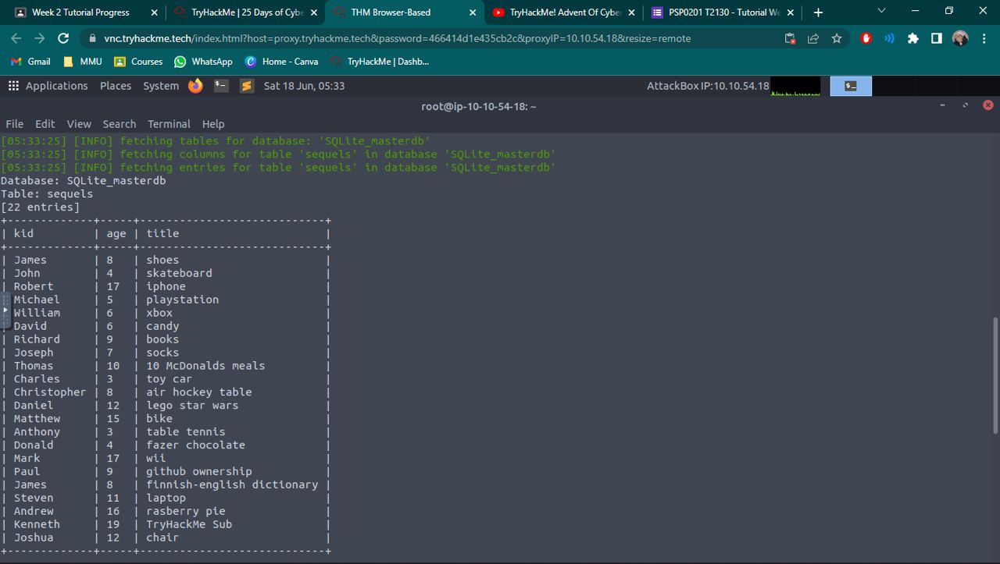 Week 2 Tutorial Progress
TryHackMe | 25 Days of Cybe
THM Browser-Based
TryHackMe! Advent Of Cyber
PSP0201 T2130 - Tutorial We
vnc.tryhackme.tech/index.html?host=proxy.tryhackme.tech&password=466414d1e435cb2c&proxyIP=10.10.54.18&resize=remote
Gmail MMU Courses WhatsApp Home - Canva TryHackMe | Dashb...
Applications Places System Sat 18 Jun, 05:33 AttackBox IP:10.10.54.18
root@ip-10-10-54-18: ~
File Edit View Search Terminal Help
[05:33:25] [INFO] fetching tables for database: 'SQLite_masterdb'
[05:33:25] [INFO] fetching columns for table 'sequels' in database 'SQLite_masterdb'
[05:33:25] [INFO] fetching entries for table 'sequels' in database 'SQLite_masterdb'
Database: SQLite_masterdb
Table: sequels
[22 entries]
+-------------+-----+----------------------------+
| kid | age | title |
+-------------+-----+----------------------------+
| James | 8 | shoes |
| John | 4 | skateboard |
| Robert | 17 | iphone |
| Michael | 5 | playstation |
| William | 6 | xbox |
| David | 6 | candy |
| Richard | 9 | books |
| Joseph | 7 | socks |
| Thomas | 10 | 10 McDonalds meals |
| Charles | 3 | toy car |
| Christopher | 8 | air hockey table |
| Daniel | 12 | lego star wars |
| Matthew | 15 | bike |
| Anthony | 3 | table tennis |
| Donald | 4 | fazer chocolate |
| Mark | 17 | wii |
| Paul | 9 | github ownership |
| James | 8 | finnish-english dictionary |
| Steven | 11 | laptop |
| Andrew | 16 | rasberry pie |
| Kenneth | 19 | TryHackMe Sub |
| Joshua | 12 | chair |
+-------------+-----+----------------------------+